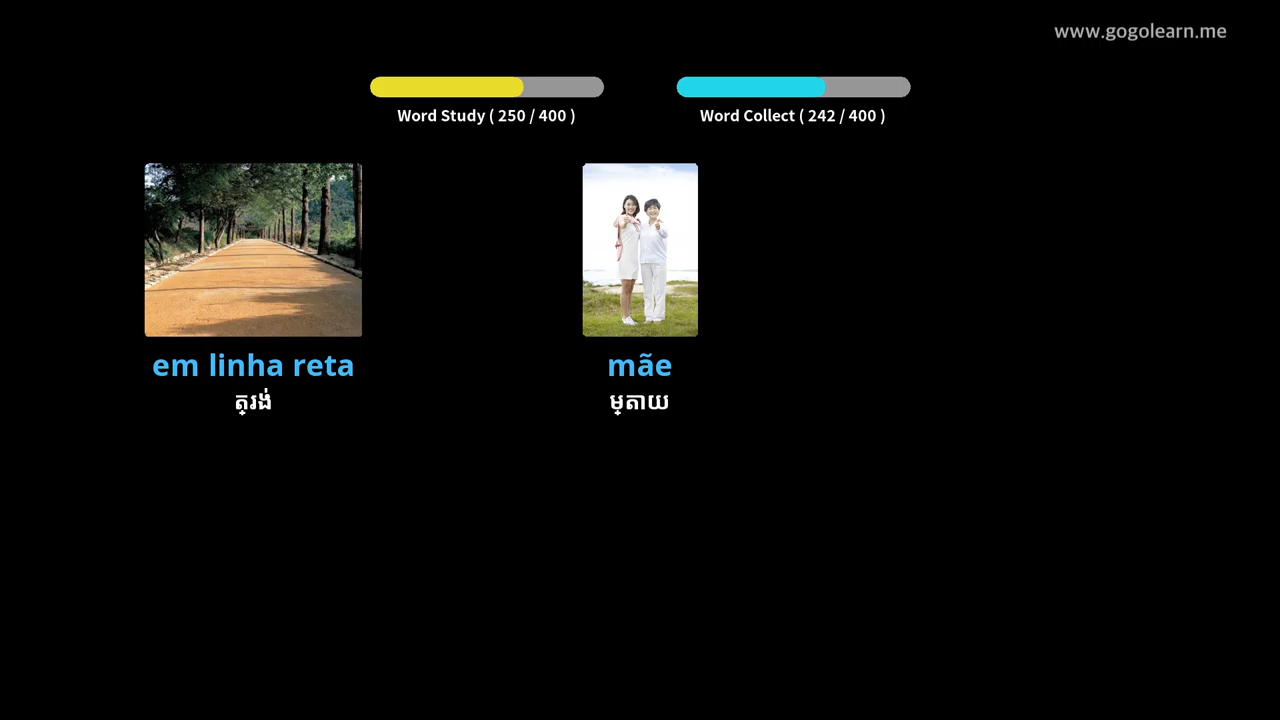 www.gogolearn.me
Word Study ( 250 / 400 )
Word Collect ( 242 / 400 )
em linha reta
ត្រង់
mãe
ម្តាយ